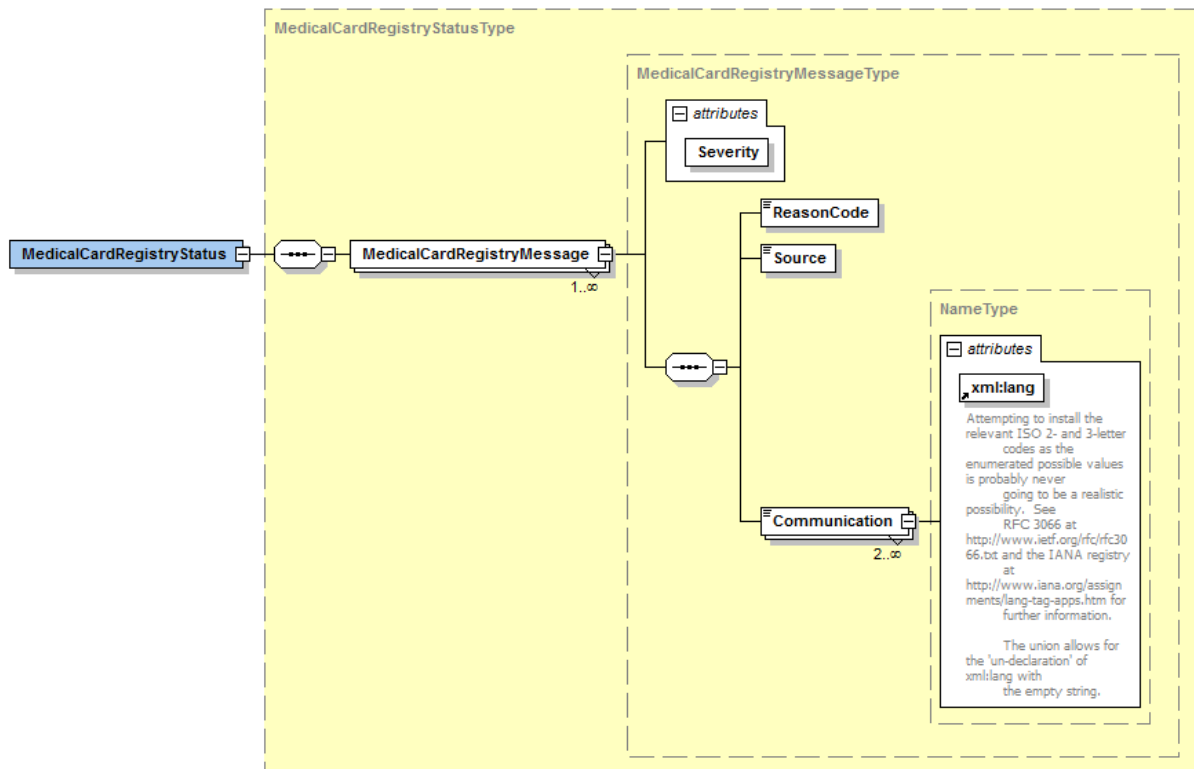 MedicalCardRegistryStatusType
MedicalCardRegistryMessageType
attributes
Severity
ReasonCode
MedicalCardRegistryStatus
MedicalCardRegistryMessage
1..∞
Source
NameType
attributes
xml:lang
Attempting to install the
relevant ISO 2- and 3-letter
codes as the
enumerated possible values
is probably never
going to be a realistic
possibility. See
RFC 3066 at
http://www.ietf.org/rfc/rfc30
66.txt and the IANA registry
at
http://www.iana.org/assign
ments/lang-tag-apps.htm for
further information.
The union allows for
the 'un-declaration' of
xml:lang with
the empty string.
Communication
2..∞